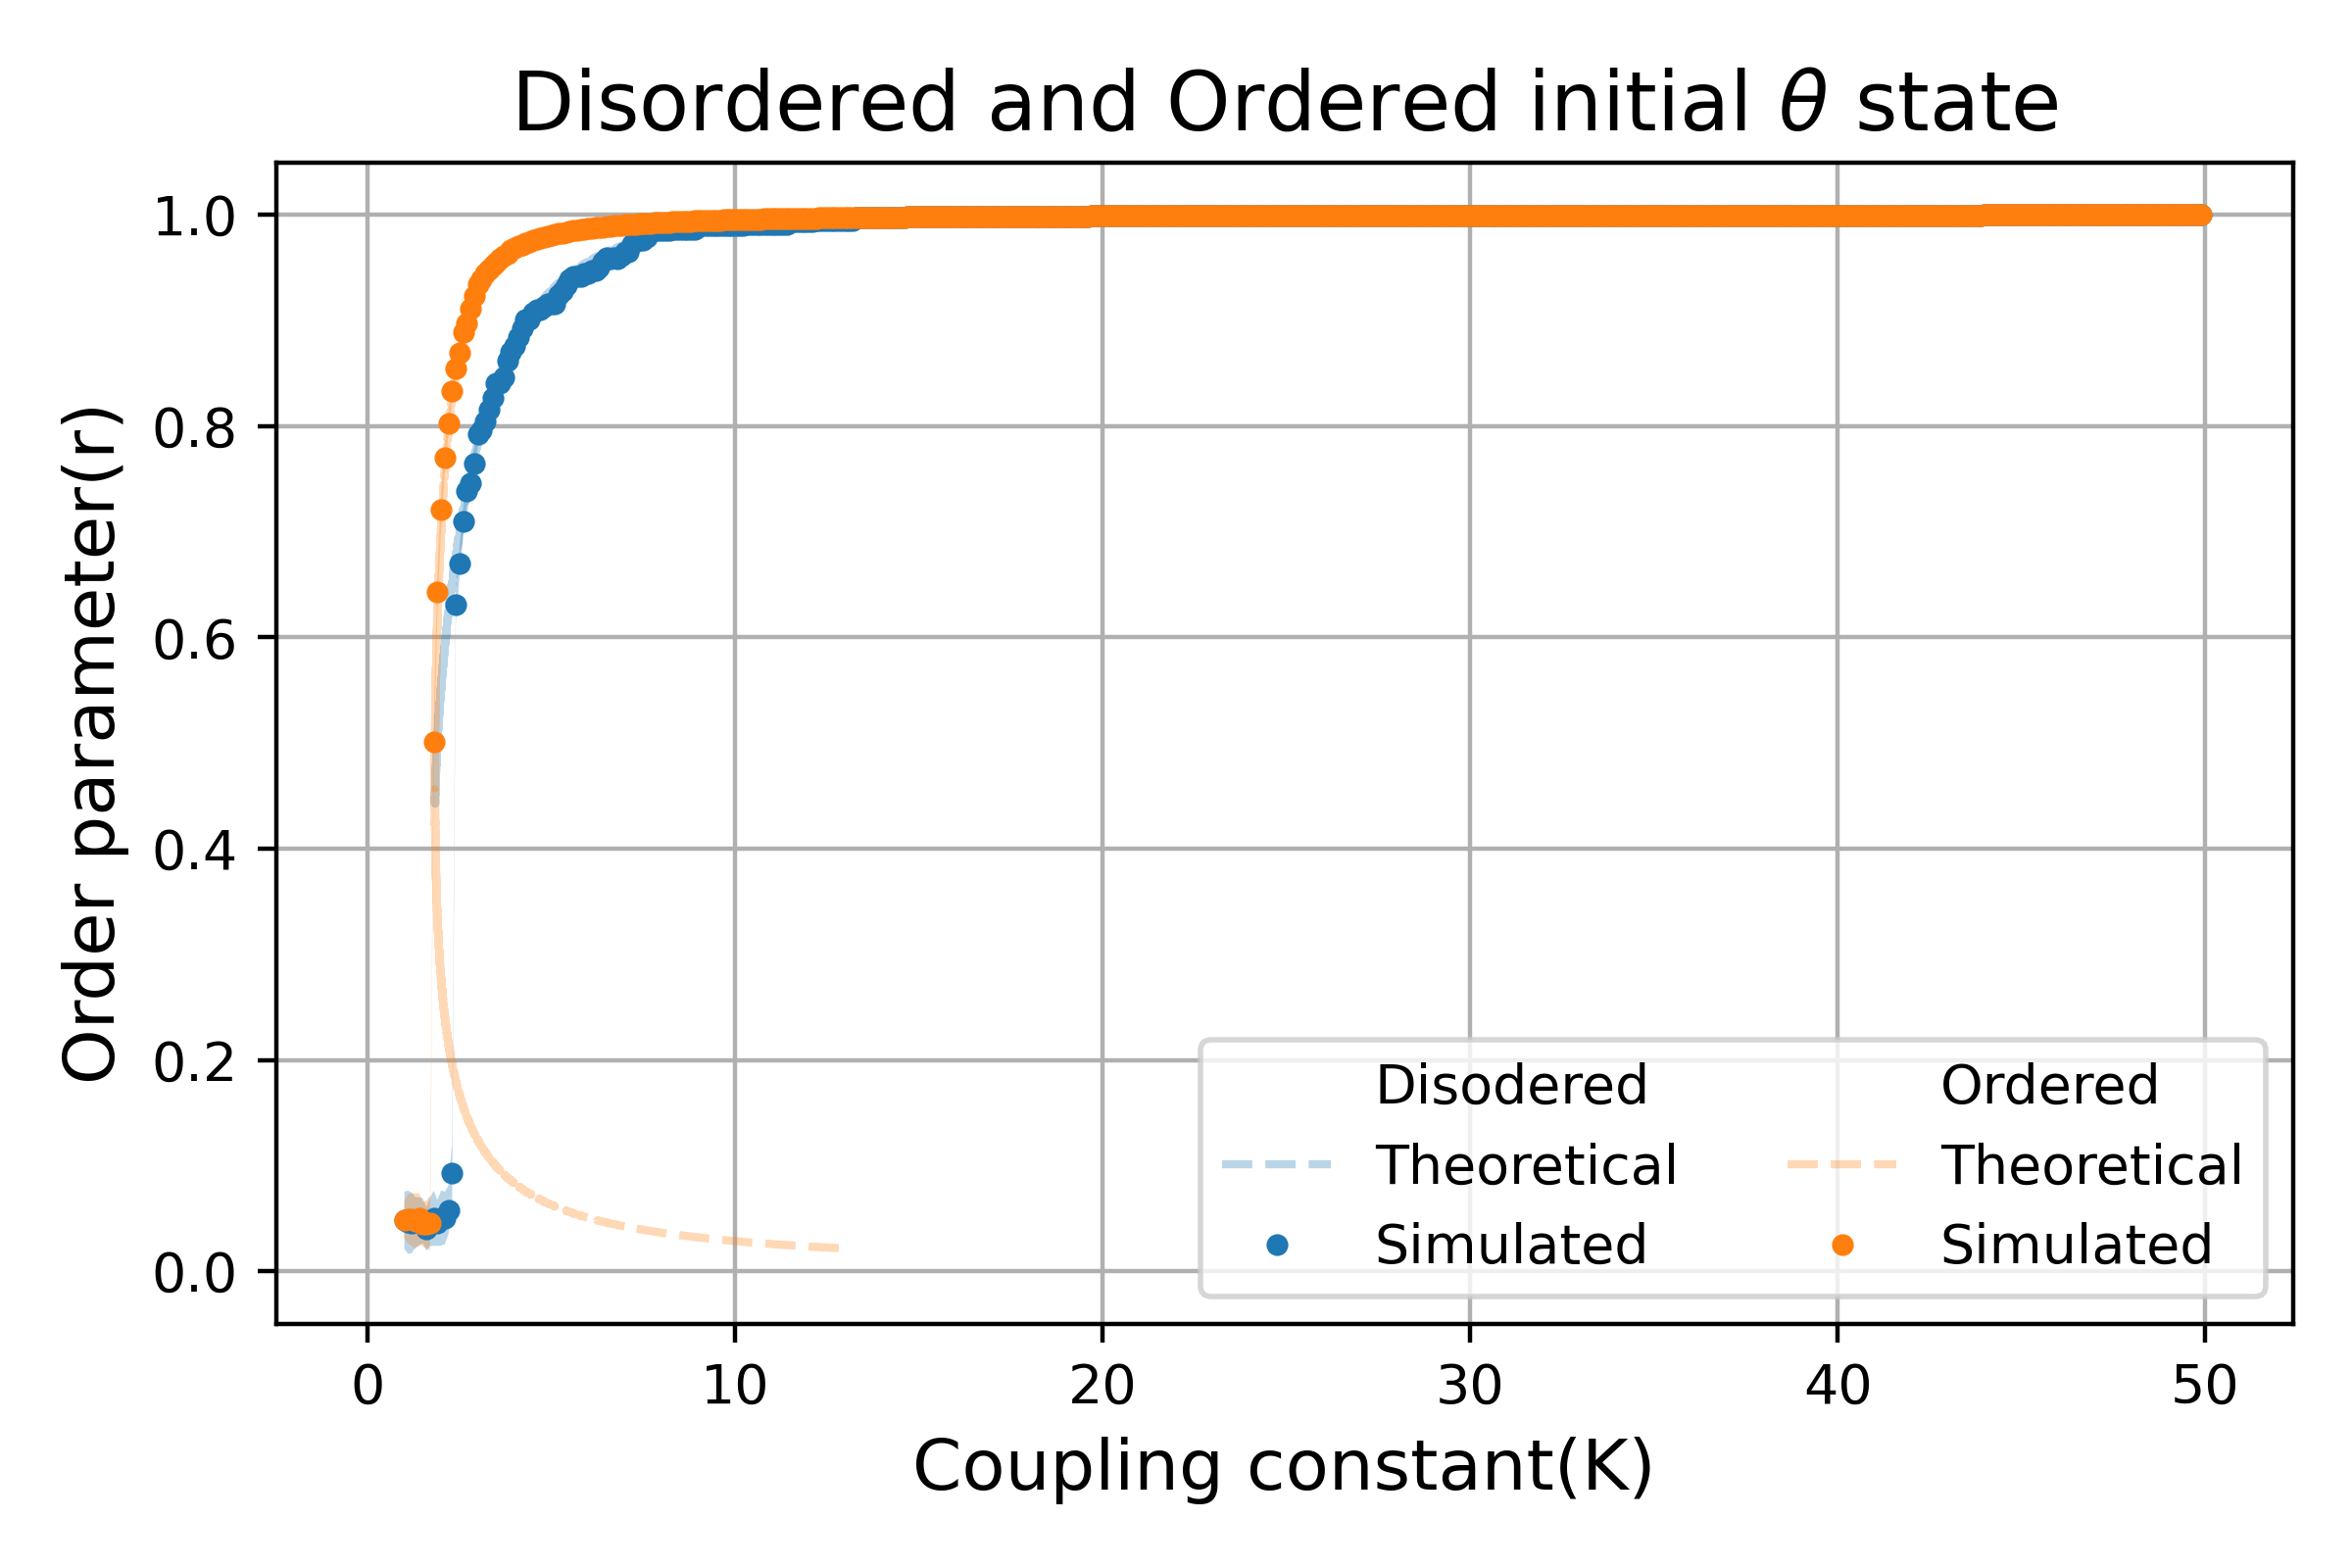 Disordered and Ordered initial θ state
Order parameter(r)
1.0
0.8
0.6
0.4
0.2
0.0
0 10 20 30 40 50
Coupling constant(K)
Disodered
Theoretical
Simulated
Ordered
Theoretical
Simulated